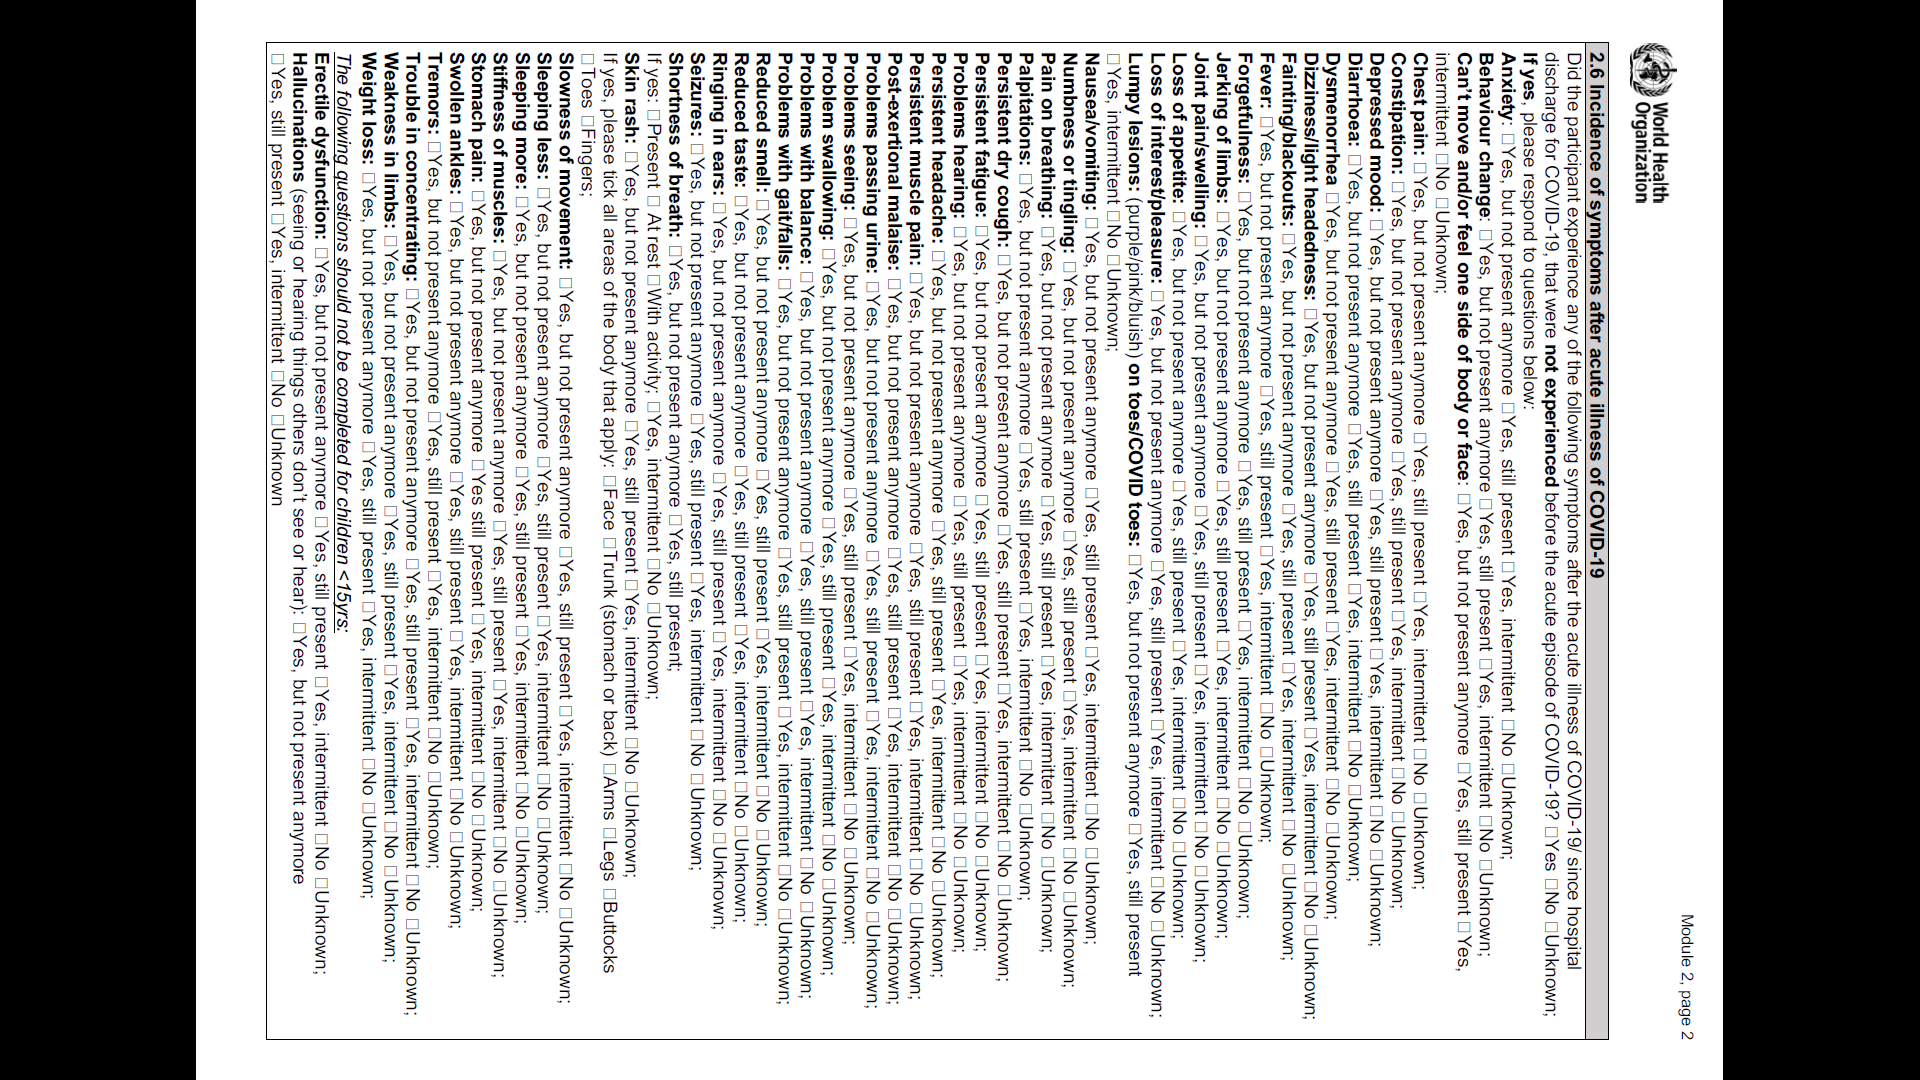 Module 2, page 2
World Health
Organization
2.6 Incidence of symptoms after acute illness of COVID-19
Did the participant experience any of the following symptoms after the acute illness of COVID-19/ since hospital
discharge for COVID-19, that were not experienced before the acute episode of COVID-19? □Yes □No □Unknown;
If yes, please respond to questions below:
Anxiety: □Yes, but not present anymore □Yes, still present □Yes, intermittent □No □Unknown;
Behaviour change: □Yes, but not present anymore □Yes, still present □Yes, intermittent □No □Unknown;
Can't move and/or feel one side of body or face: □Yes, but not present anymore □Yes, still present □Yes,
intermittent □No □Unknown;
Chest pain: □Yes, but not present anymore □Yes, still present □Yes, intermittent □No □Unknown;
Constipation: □Yes, but not present anymore □Yes, still present □Yes, intermittent □No □Unknown;
Depressed mood: □Yes, but not present anymore □Yes, still present □Yes, intermittent □No □Unknown;
Diarrhoea: □Yes, but not present anymore □Yes, still present □Yes, intermittent □No □Unknown;
Dysmenorrhea □Yes, but not present anymore □Yes, still present □Yes, intermittent □No □Unknown;
Dizziness/light headedness: □Yes, but not present anymore □Yes, still present □Yes, intermittent □No □Unknown;
Fainting/blackouts: □Yes, but not present anymore □Yes, still present □Yes, intermittent □No □Unknown;
Fever: □Yes, but not present anymore □Yes, still present □Yes, intermittent □No □Unknown;
Forgetfulness: □Yes, but not present anymore □Yes, still present □Yes, intermittent □No □Unknown;
Jerking of limbs: □Yes, but not present anymore □Yes, still present □Yes, intermittent □No □Unknown;
Joint pain/swelling: □Yes, but not present anymore □Yes, still present □Yes, intermittent □No □Unknown;
Loss of appetite: □Yes, but not present anymore □Yes, still present □Yes, intermittent □No □Unknown;
Loss of interest/pleasure: □Yes, but not present anymore □Yes, still present □Yes, intermittent □No □Unknown;
Lumpy lesions: (purple/pink/bluish) on toes/COVID toes: □Yes, but not present anymore □Yes, still present
□Yes, intermittent □No □Unknown;
Nausea/vomiting: □Yes, but not present anymore □Yes, still present □Yes, intermittent □No □Unknown;
Numbness or tingling: □Yes, but not present anymore □Yes, still present □Yes, intermittent □No □Unknown;
Pain on breathing: □Yes, but not present anymore □Yes, still present □Yes, intermittent □No □Unknown;
Palpitations: □Yes, but not present anymore □Yes, still present □Yes, intermittent □No □Unknown;
Persistent dry cough: □Yes, but not present anymore □Yes, still present □Yes, intermittent □No □Unknown;
Persistent fatigue: □Yes, but not present anymore □Yes, still present □Yes, intermittent □No □Unknown;
Problems hearing: □Yes, but not present anymore □Yes, still present □Yes, intermittent □No □Unknown;
Persistent headache: □Yes, but not present anymore □Yes, still present □Yes, intermittent □No □Unknown;
Persistent muscle pain: □Yes, but not present anymore □Yes, still present □Yes, intermittent □No □Unknown;
Post-exertional malaise: □Yes, but not present anymore □Yes, still present □Yes, intermittent □No □Unknown;
Problems passing urine: □Yes, but not present anymore □Yes, still present □Yes, intermittent □No □Unknown;
Problems seeing: □Yes, but not present anymore □Yes, still present □Yes, intermittent □No □Unknown;
Problem swallowing: □Yes, but not present anymore □Yes, still present □Yes, intermittent □No □Unknown;
Problems with balance: □Yes, but not present anymore □Yes, still present □Yes, intermittent □No □Unknown;
Problems with gait/falls: □Yes, but not present anymore □Yes, still present □Yes, intermittent □No □Unknown;
Reduced smell: □Yes, but not present anymore □Yes, still present □Yes, intermittent □No □Unknown;
Reduced taste: □Yes, but not present anymore □Yes, still present □Yes, intermittent □No □Unknown;
Ringing in ears: □Yes, but not present anymore □Yes, still present □Yes, intermittent □No □Unknown;
Seizures: □Yes, but not present anymore □Yes, still present □Yes, intermittent □No □Unknown;
Shortness of breath: □Yes, but not present anymore □Yes, still present;
If yes: □Present □ At rest □With activity; □Yes, intermittent □No □Unknown;
Skin rash: □Yes, but not present anymore □Yes, still present □Yes, intermittent □No □Unknown;
If yes, please tick all areas of the body that apply: □Face □Trunk (stomach or back) □Arms □Legs □Buttocks
□Toes □Fingers;
Slowness of movement: □Yes, but not present anymore □Yes, still present □Yes, intermittent □No □Unknown;
Sleeping less: □Yes, but not present anymore □Yes, still present □Yes, intermittent □No □Unknown;
Sleeping more: □Yes, but not present anymore □Yes, still present □Yes, intermittent □No □Unknown;
Stiffness of muscles: □Yes, but not present anymore □Yes, still present □Yes, intermittent □No □Unknown;
Stomach pain: □Yes, but not present anymore □Yes still present □Yes, intermittent □No □Unknown;
Swollen ankles: □Yes, but not present anymore □Yes, still present □Yes, intermittent □No □Unknown;
Tremors: □Yes, but not present anymore □Yes, still present □Yes, intermittent □No □Unknown;
Trouble in concentrating: □Yes, but not present anymore □Yes, still present □Yes, intermittent □No □Unknown;
Weakness in limbs: □Yes, but not present anymore □Yes, still present □Yes, intermittent □No □Unknown;
Weight loss: □Yes, but not present anymore □Yes, still present □Yes, intermittent □No □Unknown;
The following questions should not be completed for children <15yrs:
Erectile dysfunction: □Yes, but not present anymore □Yes, still present □Yes, intermittent □No □Unknown;
Hallucinations (seeing or hearing things others don't see or hear): □Yes, but not present anymore
□Yes, still present □Yes, intermittent □No □Unknown